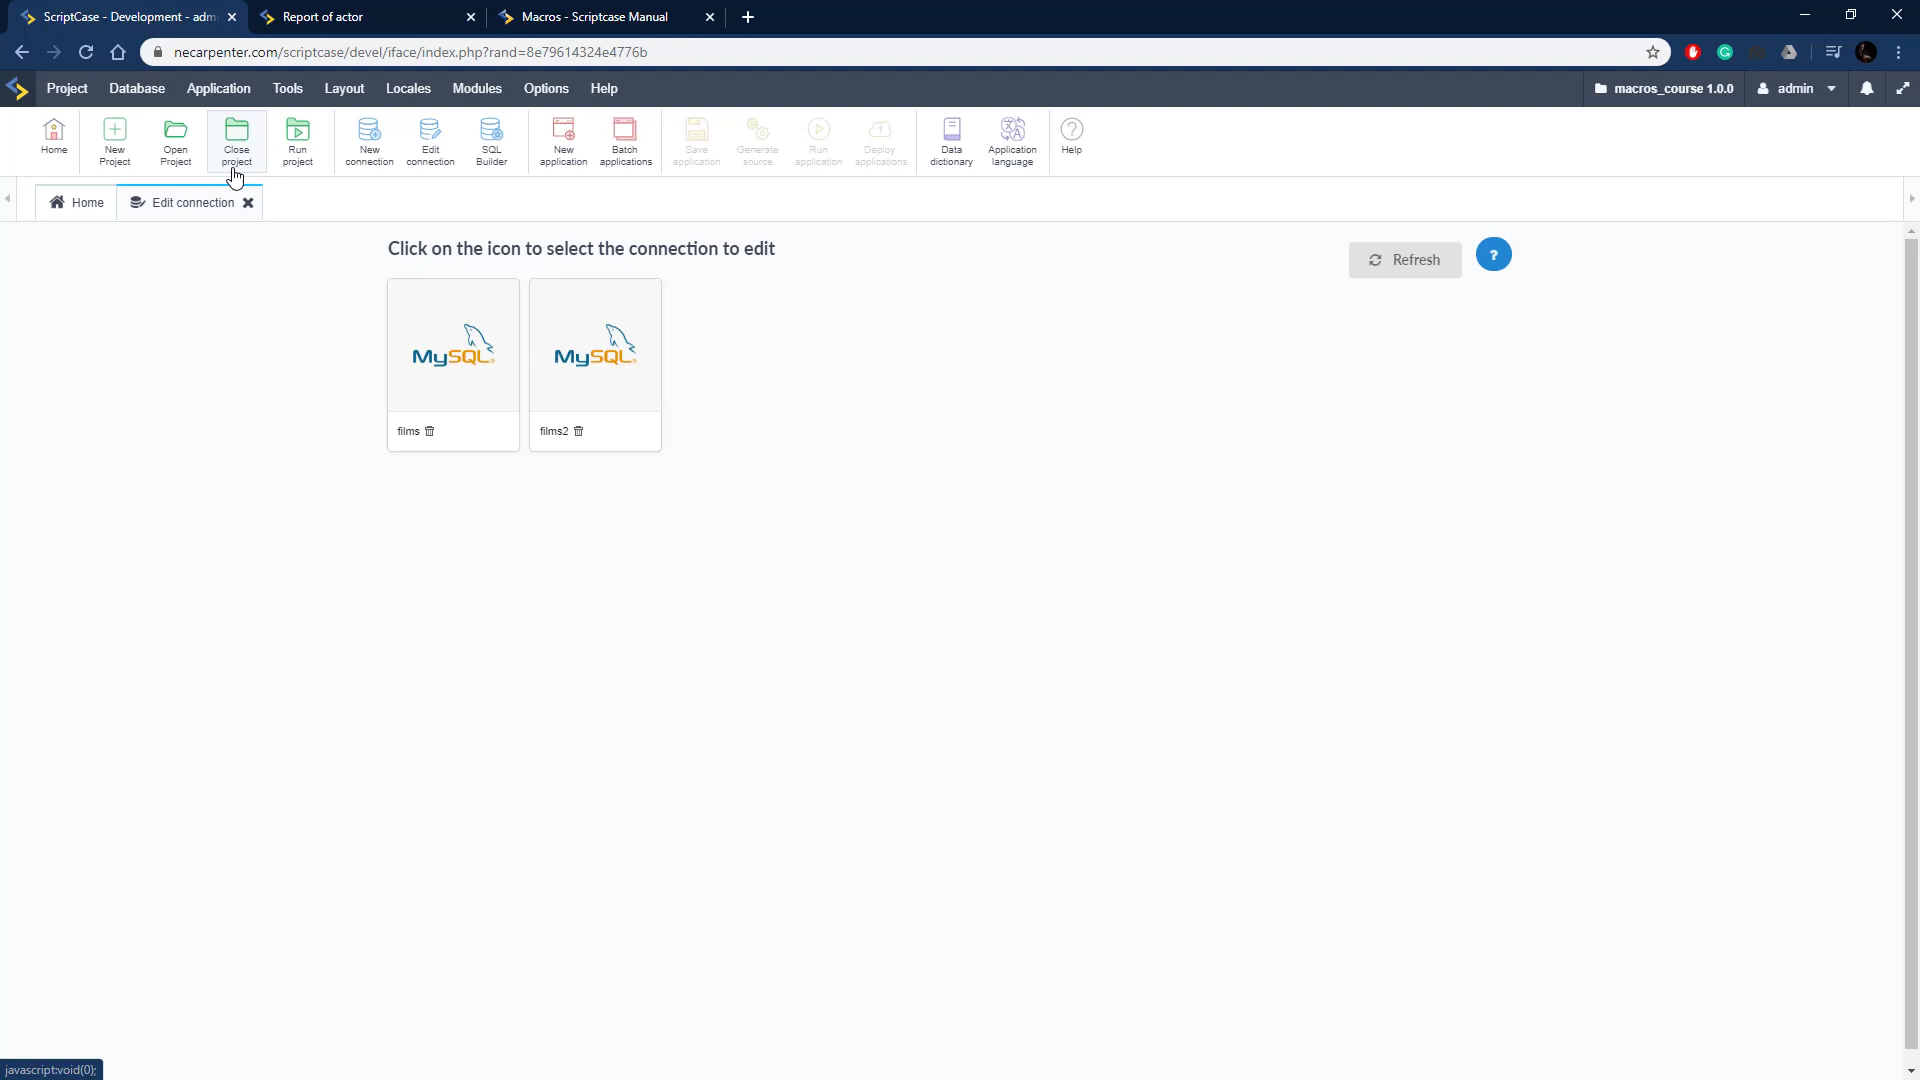 ScriptCase - Development - admi
Report of actor
Macros - Scriptcase Manual
necarpenter.com/scriptcase/devel/iface/index.php?rand=8e79614324e4776b
Project Database Application Tools Layout Locales Modules Options Help
macros_course 1.0.0
admin
Home
New Project
Open Project
Close project
Run project
New connection
Edit connection
SQL Builder
New application
Batch applications
Save application
Generate source
Run application
Deploy applications
Data dictionary
Application language
Help
Home
Edit connection
Click on the icon to select the connection to edit
Refresh
?
MySQL
MySQL
films
films2
javascript:void(0);